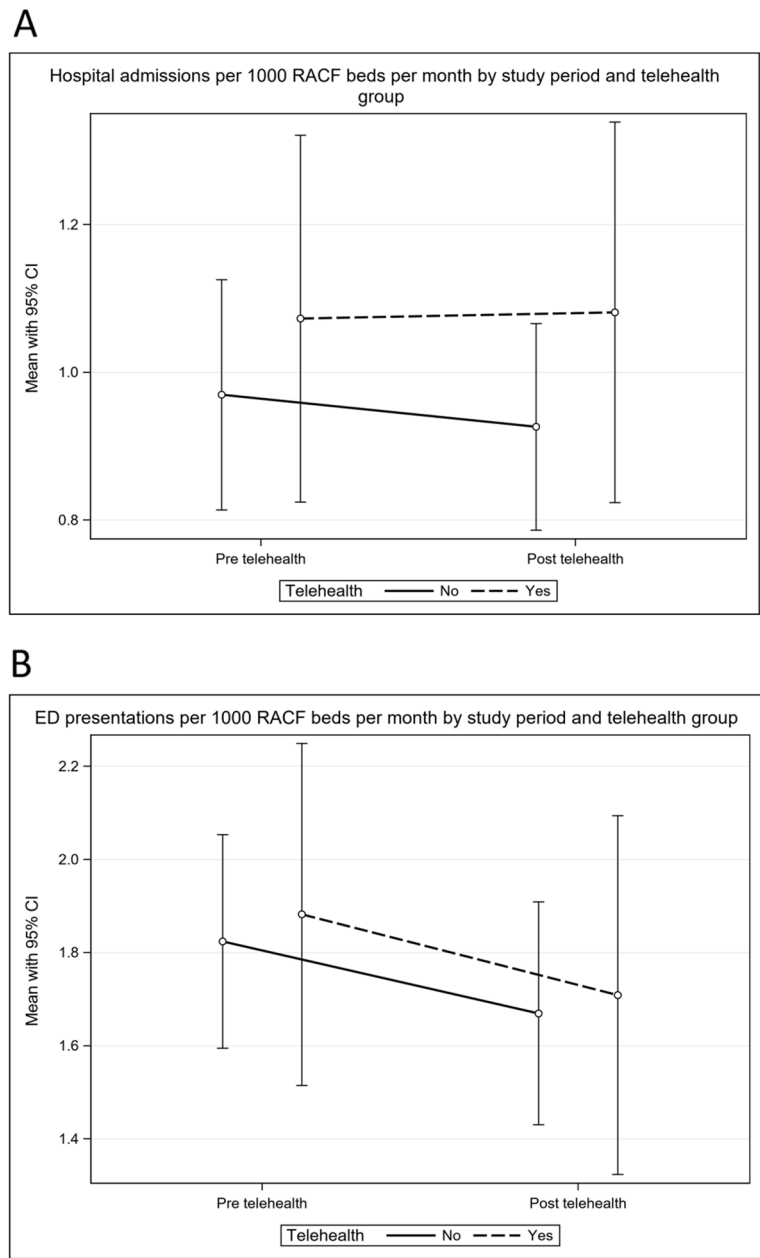 A
Hospital admissions per 1000 RACF beds per month by study period and telehealth
group
Mean with 95% CI
1.2
1.0
0.8
Pre telehealth Post telehealth
Telehealth No Yes
B
ED presentations per 1000 RACF beds per month by study period and telehealth group
Mean with 95% CI
2.2
2.0
1.8
1.6
1.4
Pre telehealth Post telehealth
Telehealth No Yes